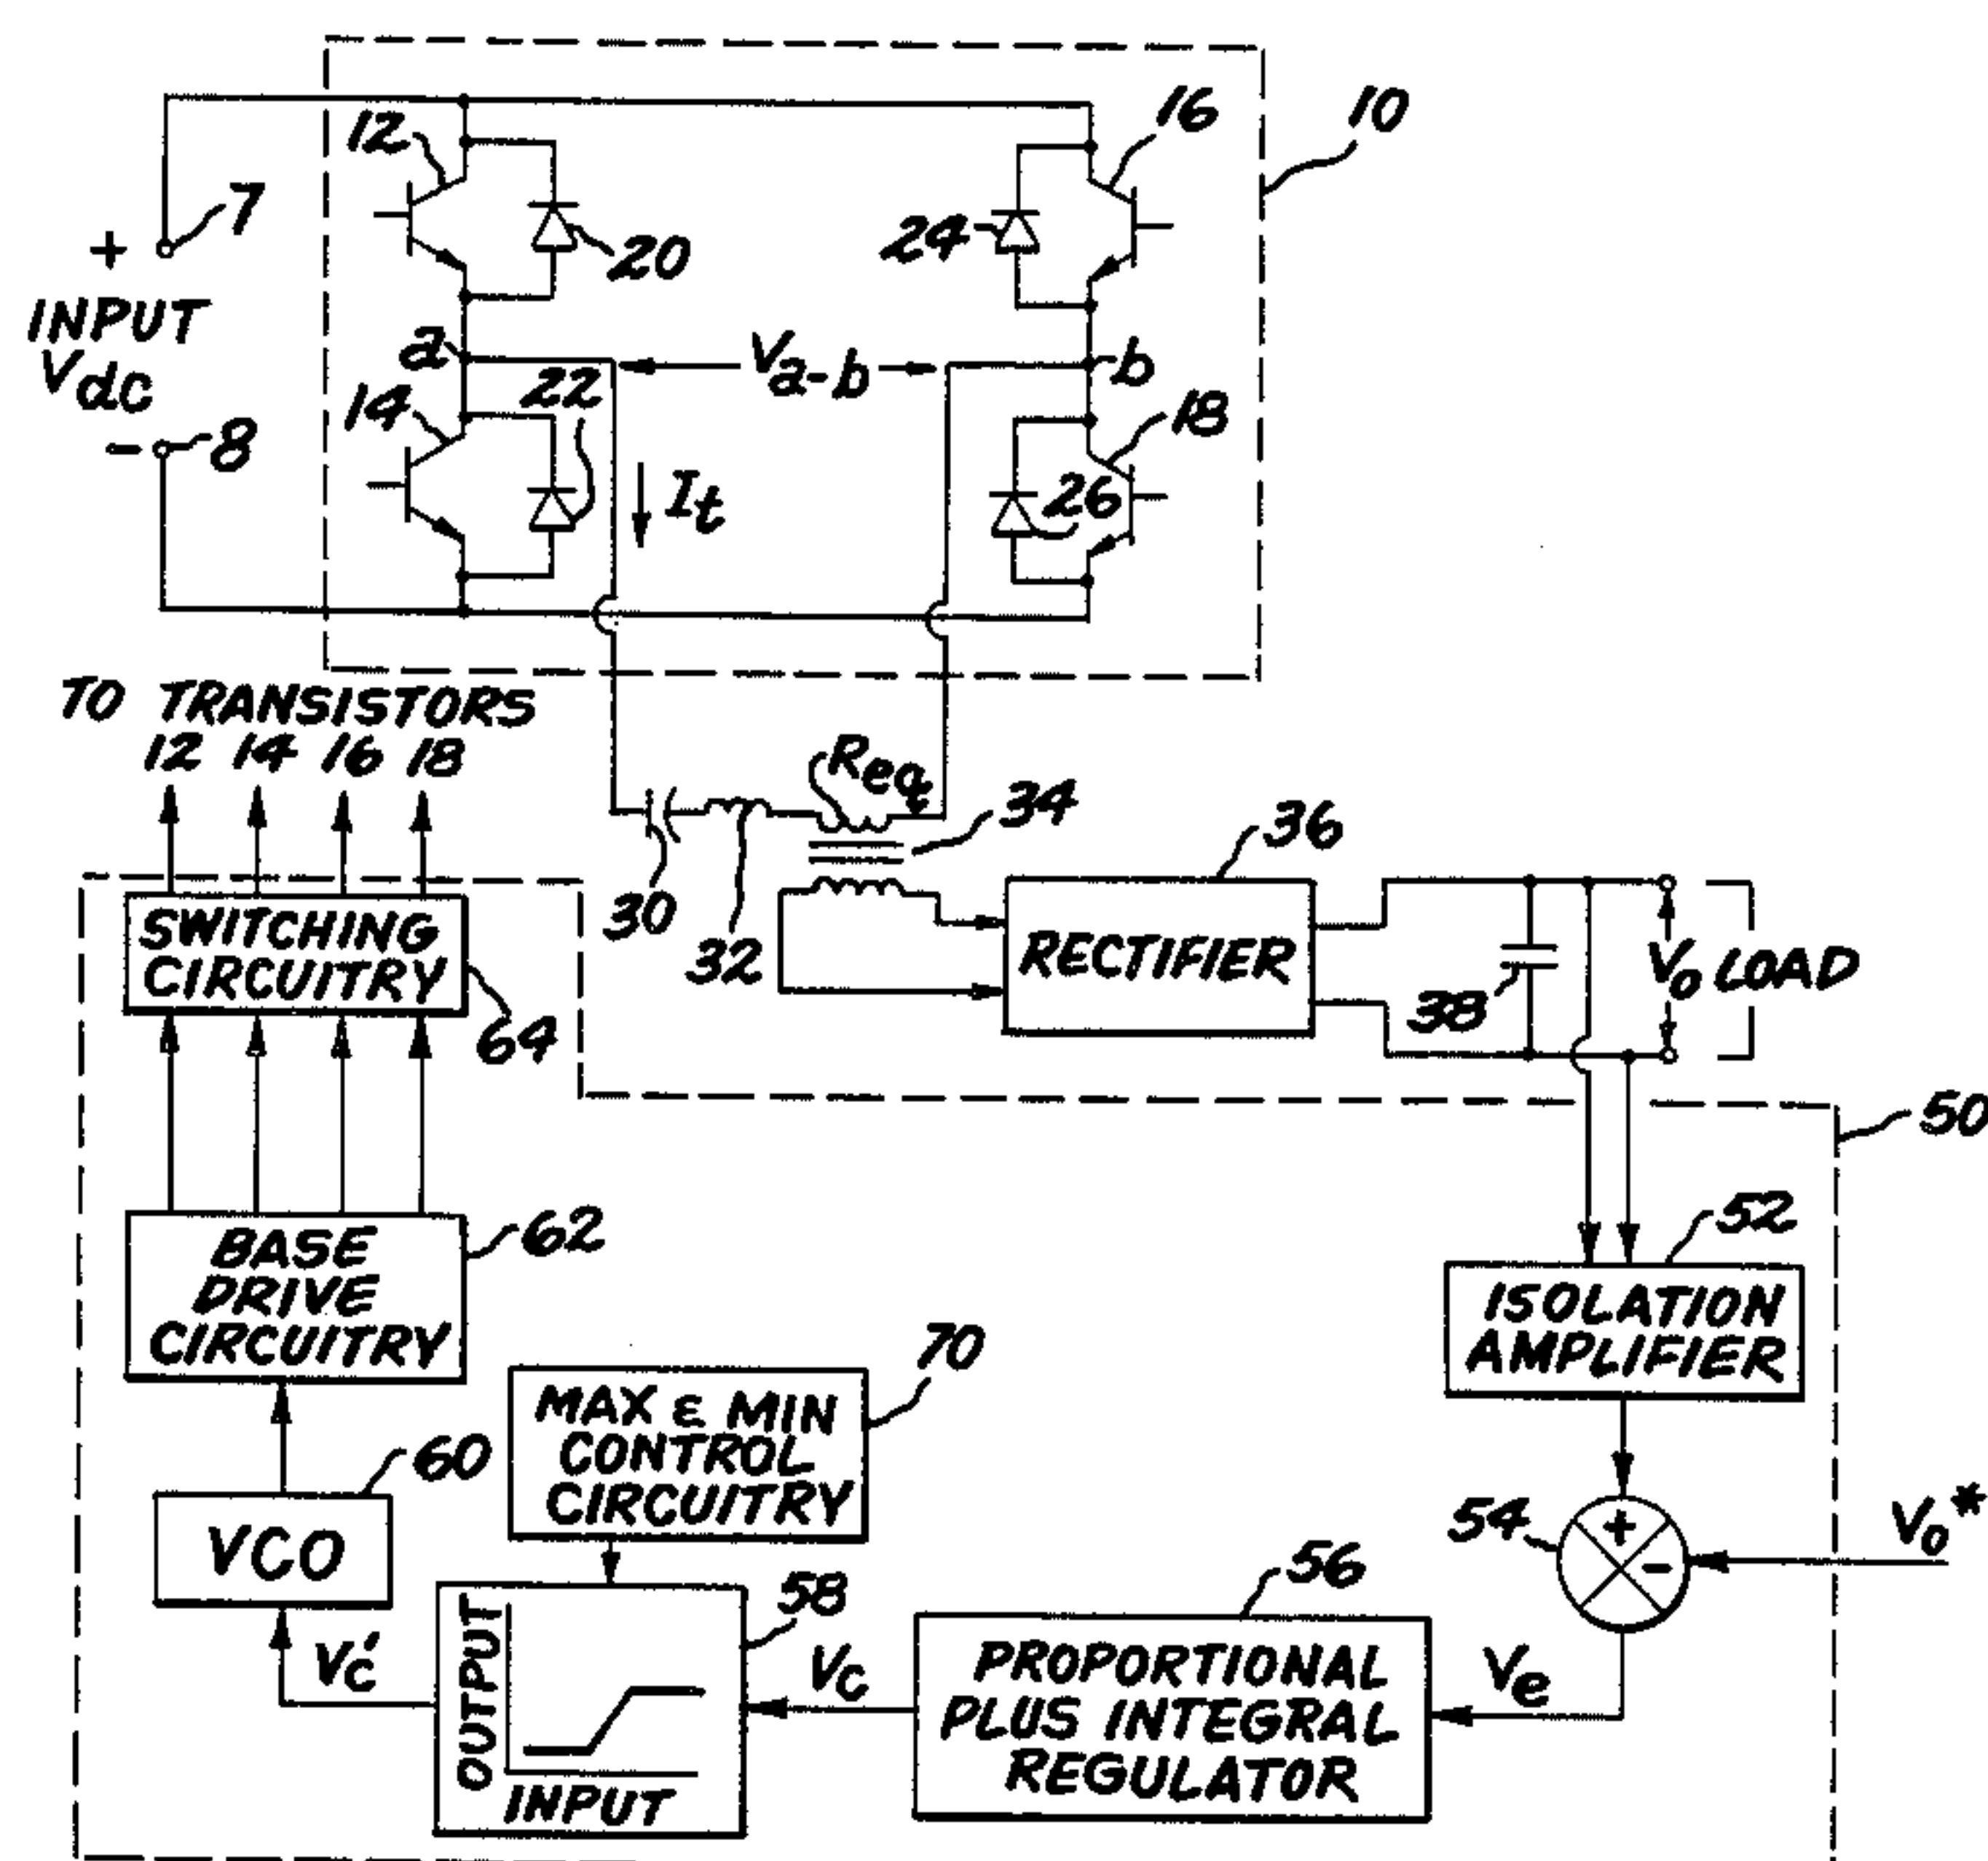 12
16
10
+ 7
20
24
INPUT
Vdc
a
Va-b
b
22
14
18
- 8
It
26
TO TRANSISTORS
12 14 16 18
Req
34
36
30
32
SWITCHING
CIRCUITRY
64
RECTIFIER
38
Vo LOAD
50
62
BASE
DRIVE
CIRCUITRY
52
ISOLATION
AMPLIFIER
70
MAX & MIN
CONTROL
CIRCUITRY
60
VCO
54
+
-
Vo*
56
58
OUTPUT
INPUT
Vc'
Vc
PROPORTIONAL
PLUS INTEGRAL
REGULATOR
Ve